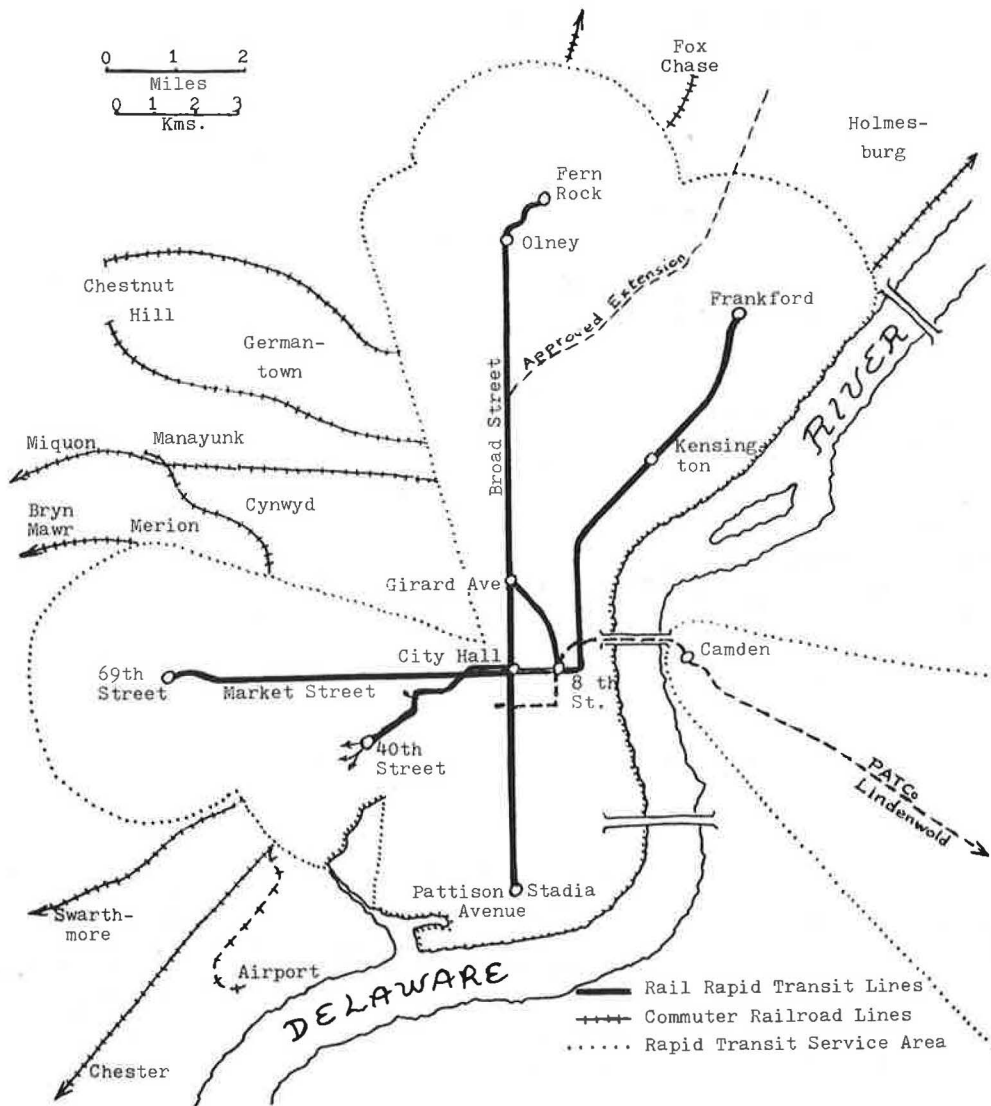 0 1 2
Miles
0 1 2 3
Kms.
Fox
Chase
Holmes-
burg
Fern
Rock
Olney
Chestnut
Hill
Approved Extension
Frankford
German-
town
RIVER
Broad Street
Miquon
Manayunk
Kensing-
ton
Cynwyd
Bryn
Mawr
Merion
Girard Ave
City Hall
Camden
69th
Street
Market Street
8 th
St.
40th
Street
PATCo
Lindenwold
Pattison
Avenue
Stadia
Swarth-
more
Airport
DELAWARE
Rail Rapid Transit Lines
Commuter Railroad Lines
Rapid Transit Service Area
Chester